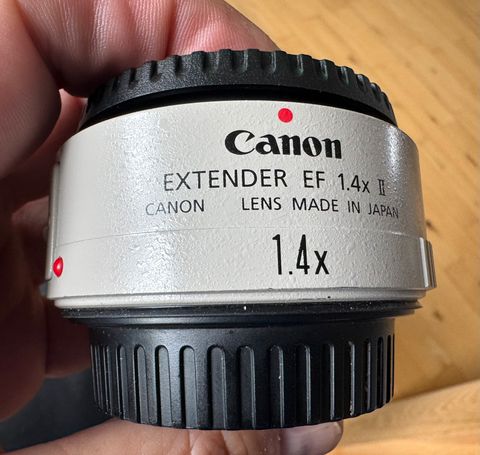 Canon
EXTENDER EF 1.4x II
CANON LENS MADE IN JAPAN
1.4x